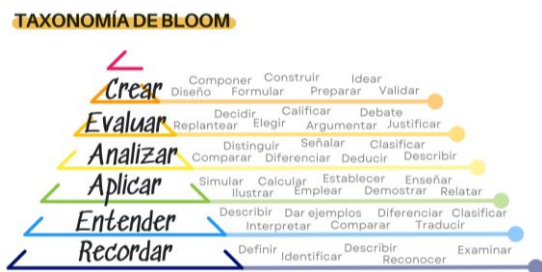 TAXONOMÍA DE BLOOM
Crear
Componer Construir Idear
Diseño Formular Preparar Validar
Evaluar
Decidir Calificar Debate
Replantear Elegir Argumentar Justificar
Analizar
Distinguir Señalar Clasificar
Comparar Diferenciar Deducir Describir
Aplicar
Simular Calcular Establecer Enseñar
Ilustrar Emplear Demostrar Relatar
Entender
Describir Dar ejemplos Diferenciar Clasificar
Interpretar Comparar Traducir
Recordar
Definir Identificar Describir Reconocer Examinar